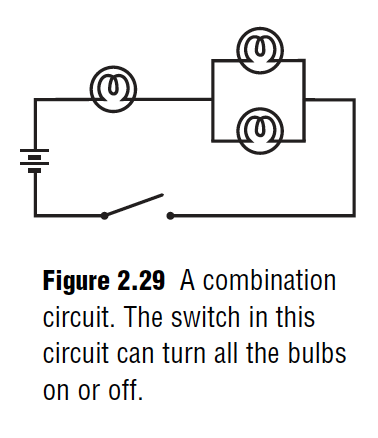 Figure 2.29 A combination
circuit. The switch in this
circuit can turn all the bulbs
on or off.